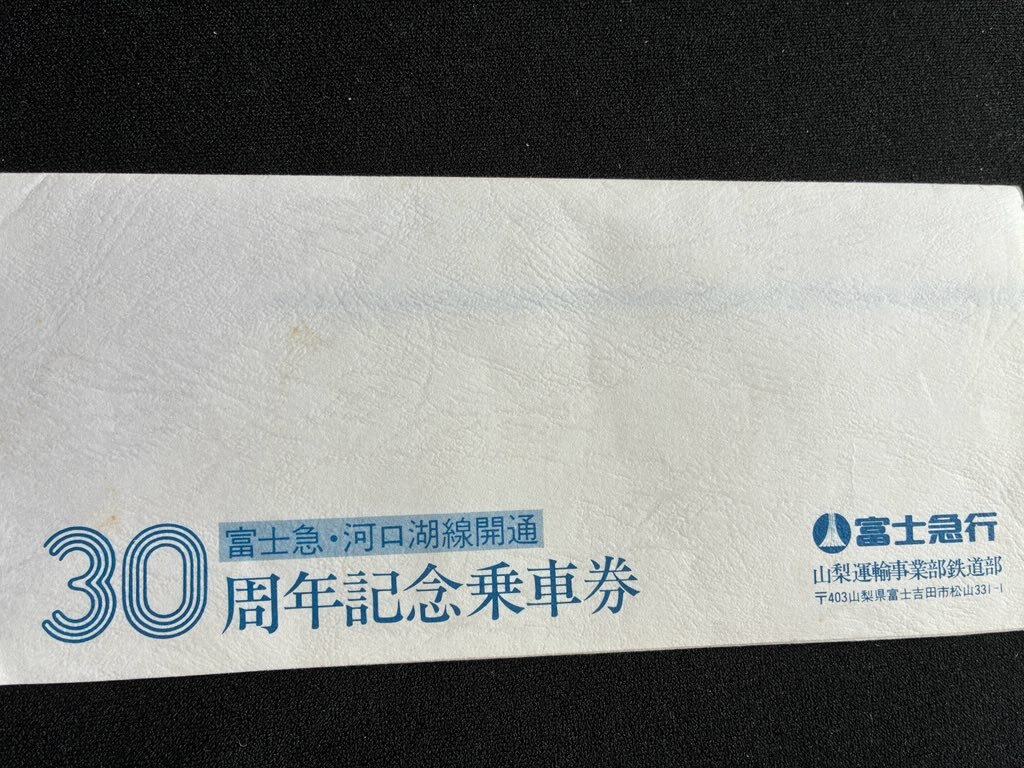 富士急・河口湖線開通
30周年記念乗車券
富士急行
山梨運輸事業部鉄道部
〒403山梨県富士吉田市松山331-1